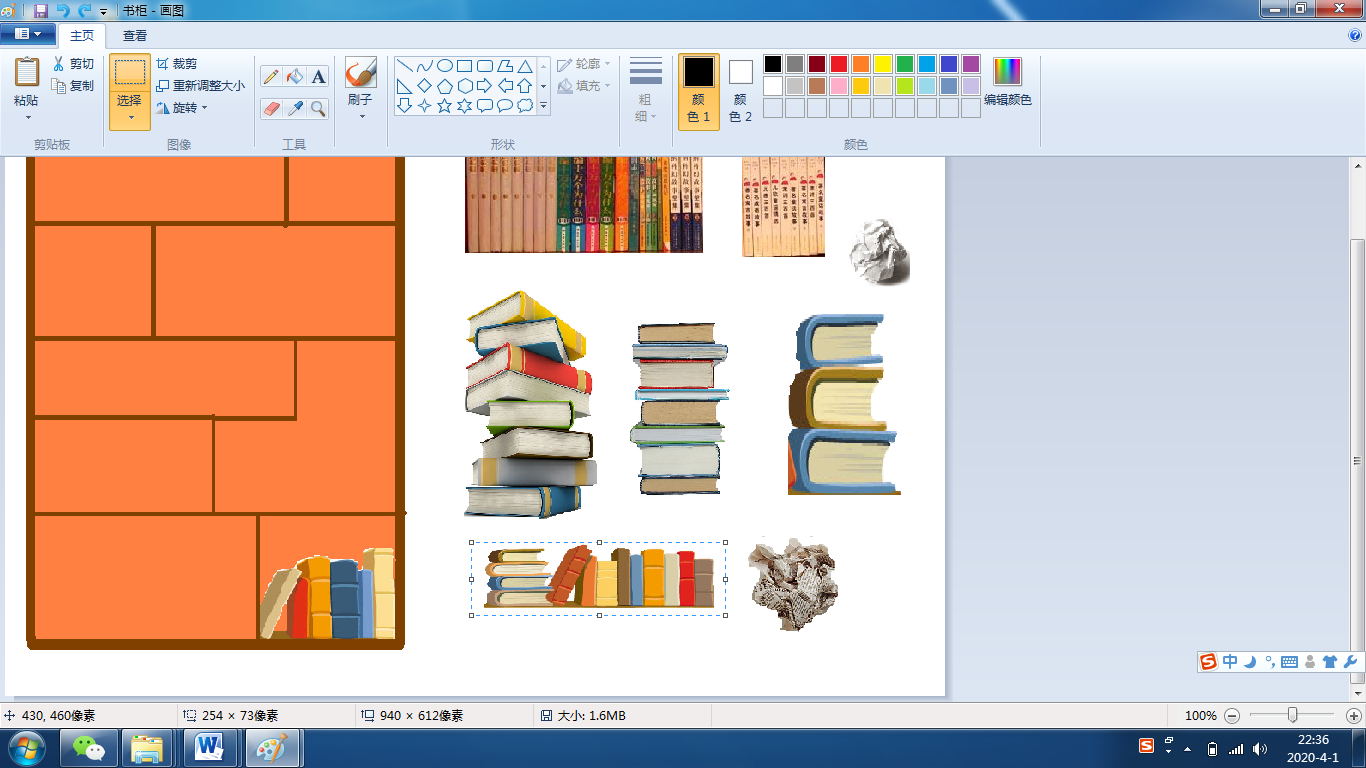 书柜 - 画图
主页
查看
粘贴
剪切
复制
剪贴板
选择
裁剪
重新调整大小
旋转
图像
A
工具
刷子
形状
轮廓
填充
粗
细
颜
色 1
颜
色 2
编辑颜色
颜色
中
430, 460像素
254 × 73像素
940 × 612像素
大小: 1.6MB
100%
W
22:36
2020-4-1